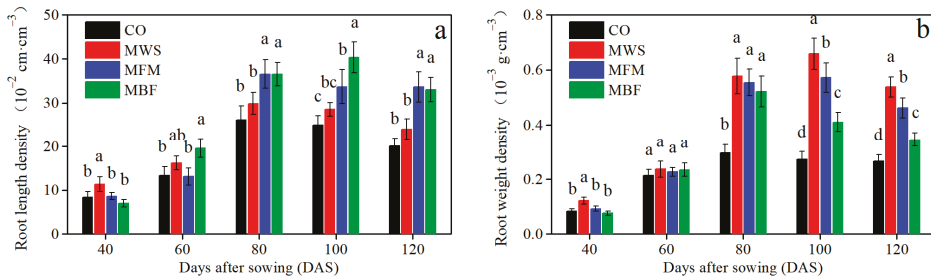 a
Root length density (10⁻² cm·cm⁻³)
50
40
30
20
10
0
CO
MWS
MFM
MBF
b a b b
b ab b a
b b a a
c bc b a
b b a a
40 60 80 100 120
Days after sowing (DAS)
b
Root weight density (10⁻³ g·cm⁻³)
0.8
0.6
0.4
0.2
0.0
CO
MWS
MFM
MBF
b a b b
a a a a
b a a a
d a b c
d a b c
40 60 80 100 120
Days after sowing (DAS)